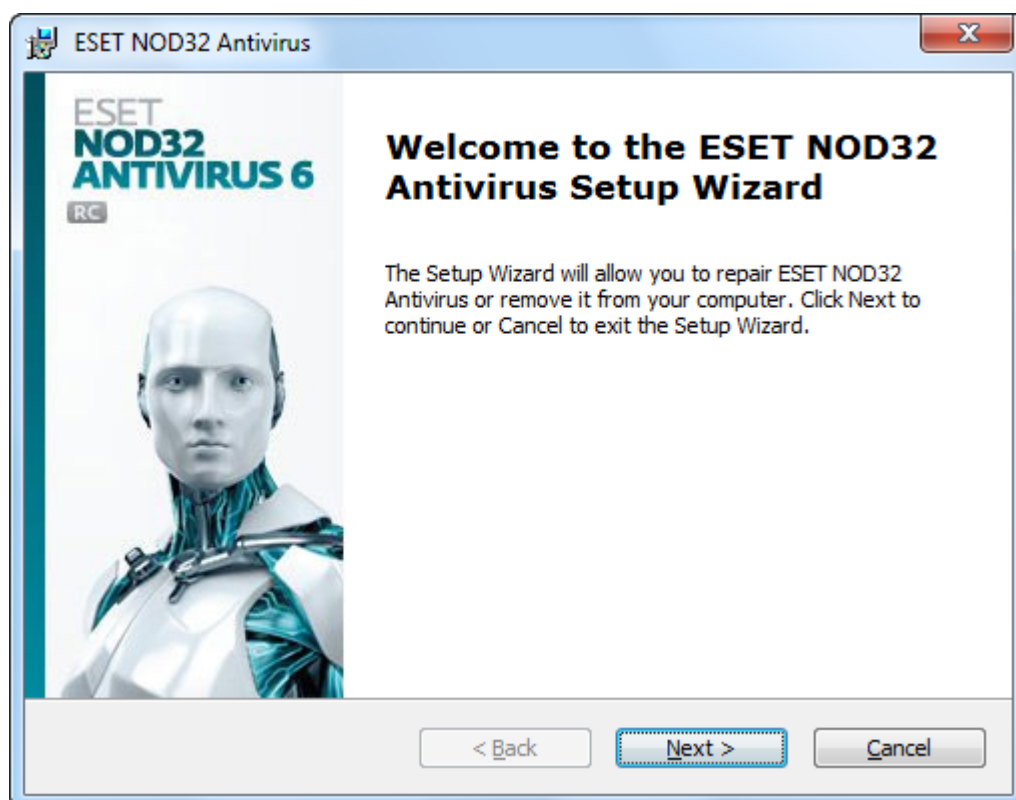 ESET NOD32 Antivirus
ESET
NOD32
ANTIVIRUS 6
RC
Welcome to the ESET NOD32
Antivirus Setup Wizard
The Setup Wizard will allow you to repair ESET NOD32
Antivirus or remove it from your computer. Click Next to
continue or Cancel to exit the Setup Wizard.
< Back
Next >
Cancel